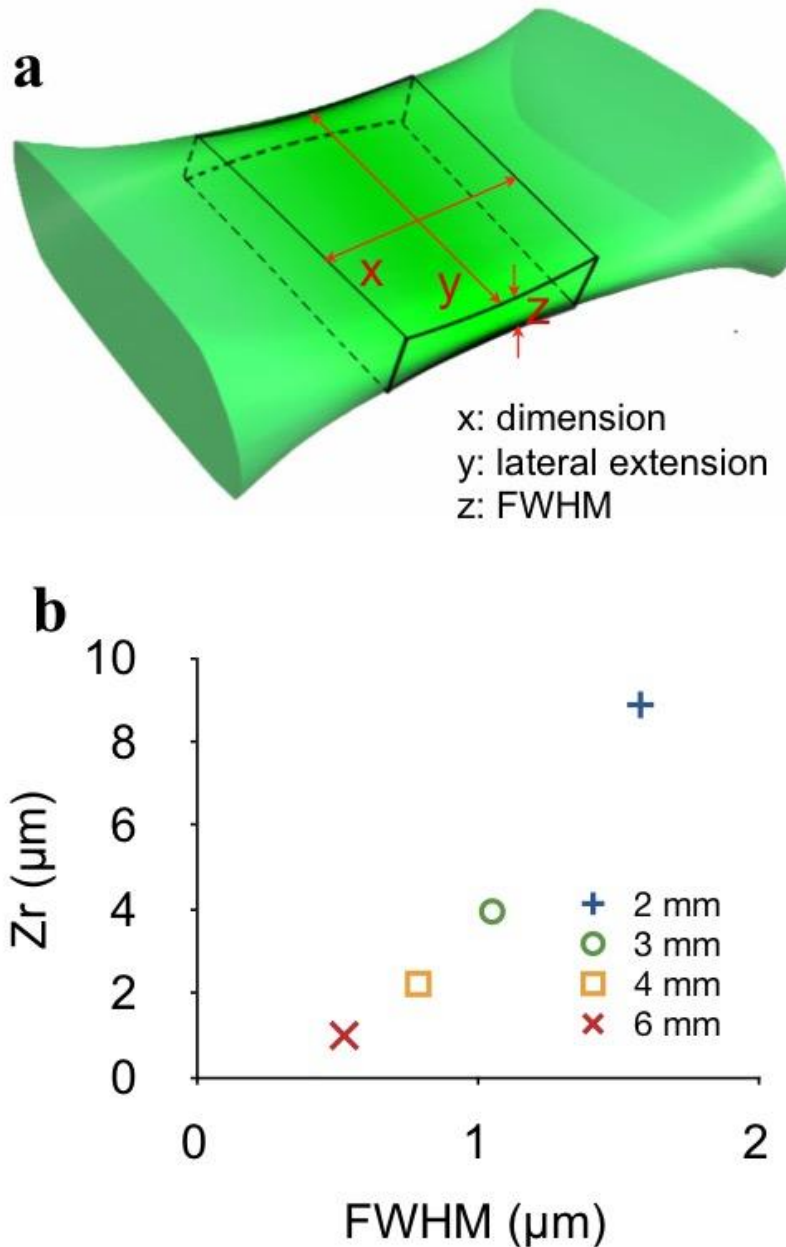 a
x
y
z
x: dimension
y: lateral extension
z: FWHM
b
10
8
6
4
2
0
Zr (μm)
2 mm
3 mm
4 mm
6 mm
0 1 2
FWHM (μm)